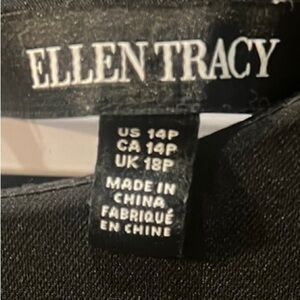 ELLEN TRACY
US 14P
CA 14P
UK 18P
MADE IN
CHINA
FABRIQUÉ
EN CHINE